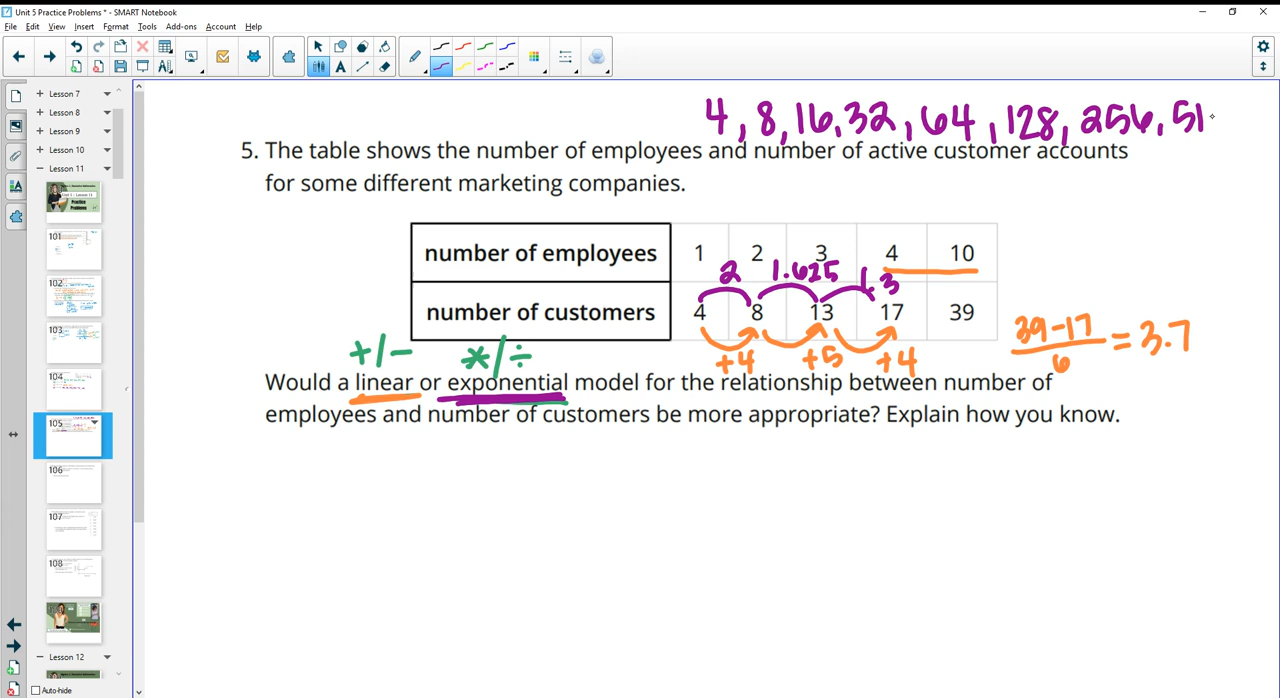 Unit 5 Practice Problems * - SMART Notebook
File Edit View Insert Format Tools Add-ons Account Help
Lesson 7
Lesson 8
Lesson 9
Lesson 10
Lesson 11
101
102
103
104
105
106
107
108
Lesson 12
Auto-hide
4, 8, 16, 32, 64, 128, 256, 51
5. The table shows the number of employees and number of active customer accounts
for some different marketing companies.
number of employees 1 2 3 4 10
2 1.625 1.3
number of customers 4 8 13 17 39
+4 +5 +4
39-17
6
= 3.7
+/- */÷
Would a linear or exponential model for the relationship between number of
employees and number of customers be more appropriate? Explain how you know.